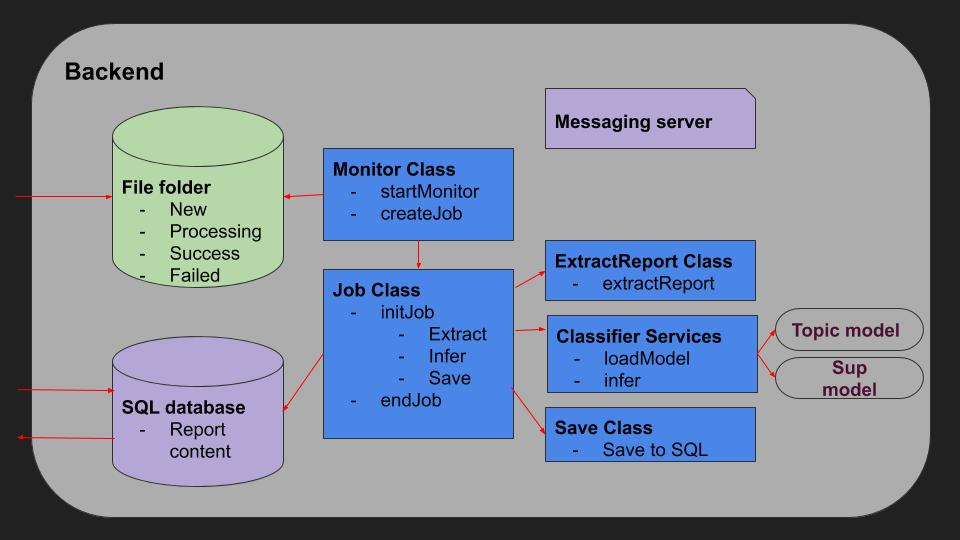 Backend
File folder
- New
- Processing
- Success
- Failed
SQL database
- Report
content
Monitor Class
- startMonitor
- createJob
Job Class
- initJob
- Extract
- Infer
- Save
- endJob
Messaging server
ExtractReport Class
- extractReport
Classifier Services
- loadModel
- infer
Save Class
- Save to SQL
Topic model
Sup
model